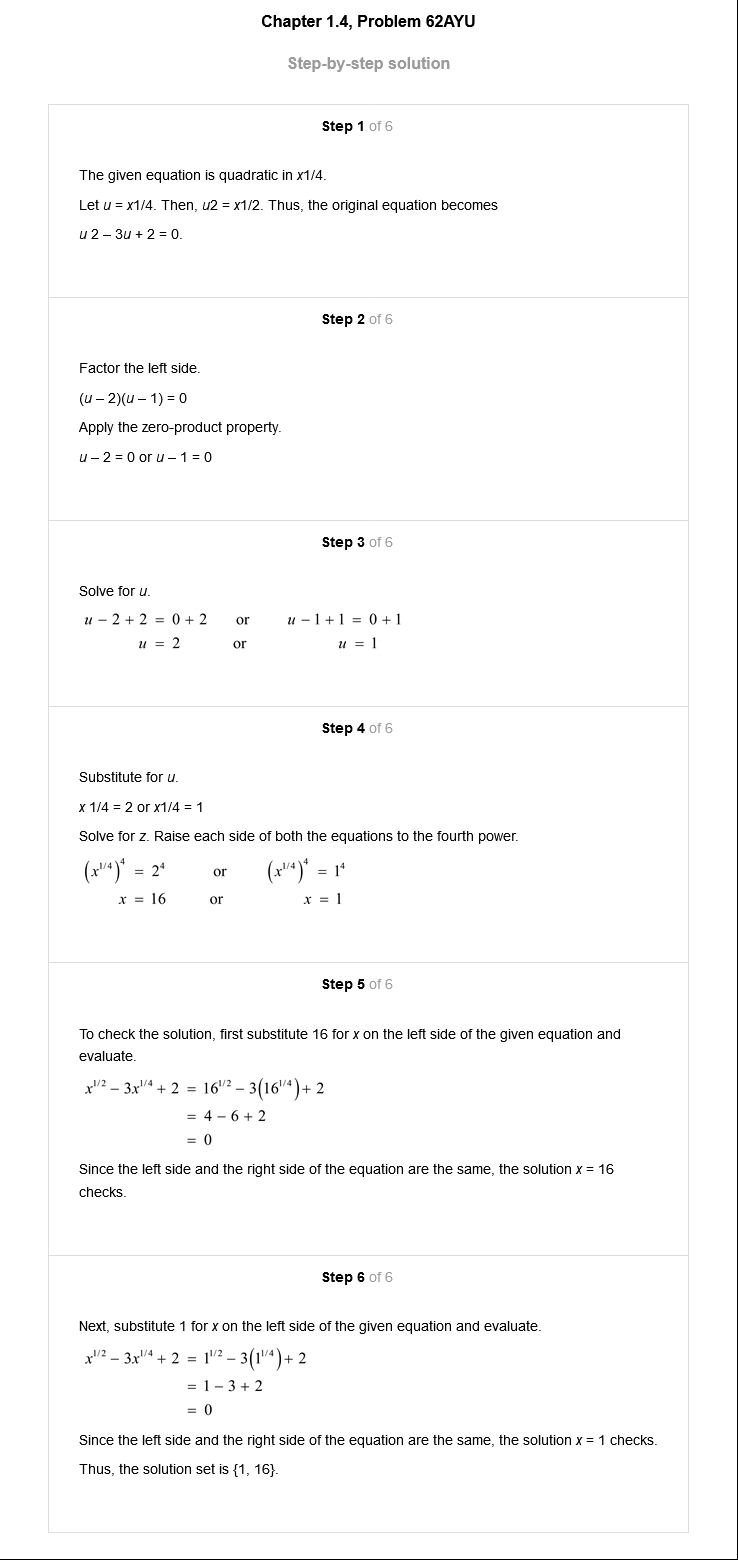 Chapter 1.4, Problem 62AYU
Step-by-step solution
Step 1 of 6
The given equation is quadratic in x1/4.
Let u = x1/4. Then, u2 = x1/2. Thus, the original equation becomes
u 2 – 3u + 2 = 0.
Step 2 of 6
Factor the left side.
(u – 2)(u – 1) = 0
Apply the zero-product property.
u – 2 = 0 or u – 1 = 0
Step 3 of 6
Solve for u.
u − 2 + 2 = 0 + 2 or u − 1 + 1 = 0 + 1
u = 2 or u = 1
Step 4 of 6
Substitute for u.
x 1/4 = 2 or x1/4 = 1
Solve for z. Raise each side of both the equations to the fourth power.
(x^{1/4})^4 = 2^4 or (x^{1/4})^4 = 1^4
x = 16 or x = 1
Step 5 of 6
To check the solution, first substitute 16 for x on the left side of the given equation and
evaluate.
x^{1/2} − 3x^{1/4} + 2 = 16^{1/2} − 3(16^{1/4}) + 2
= 4 − 6 + 2
= 0
Since the left side and the right side of the equation are the same, the solution x = 16
checks.
Step 6 of 6
Next, substitute 1 for x on the left side of the given equation and evaluate.
x^{1/2} − 3x^{1/4} + 2 = 1^{1/2} − 3(1^{1/4}) + 2
= 1 − 3 + 2
= 0
Since the left side and the right side of the equation are the same, the solution x = 1 checks.
Thus, the solution set is {1, 16}.